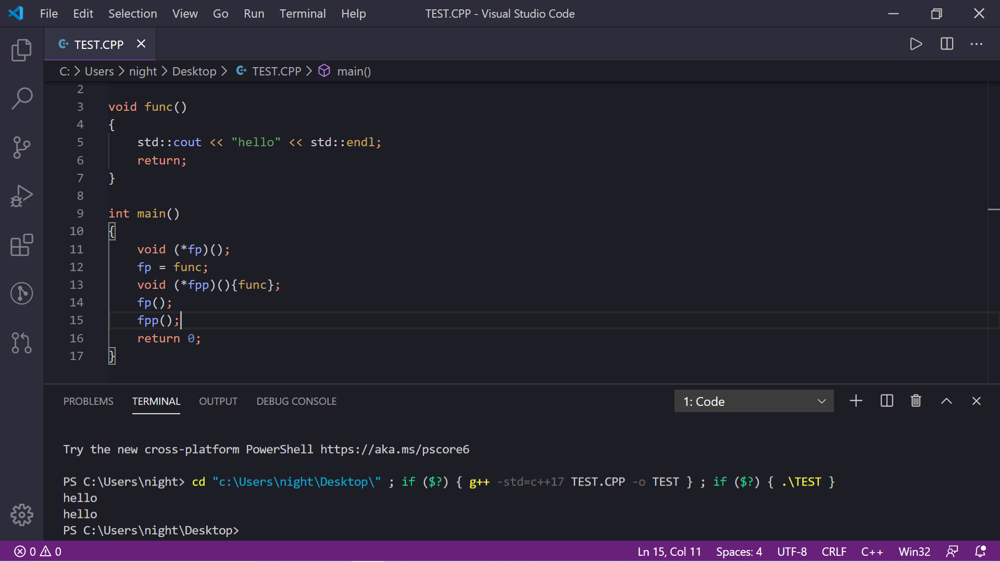 File Edit Selection View Go Run Terminal Help TEST.CPP - Visual Studio Code
TEST.CPP
C: > Users > night > Desktop > TEST.CPP > main()
2
3 void func()
4 {
5     std::cout << "hello" << std::endl;
6     return;
7 }
8
9 int main()
10 {
11     void (*fp)();
12     fp = func;
13     void (*fpp)(){func};
14     fp();
15     fpp();
16     return 0;
17 }
PROBLEMS TERMINAL OUTPUT DEBUG CONSOLE 1: Code
Try the new cross-platform PowerShell https://aka.ms/pscore6
PS C:\Users\night> cd "c:\Users\night\Desktop\" ; if ($?) { g++ -std=c++17 TEST.CPP -o TEST } ; if ($?) { .\TEST }
hello
hello
PS C:\Users\night\Desktop>
0 0 Ln 15, Col 11 Spaces: 4 UTF-8 CRLF C++ Win32